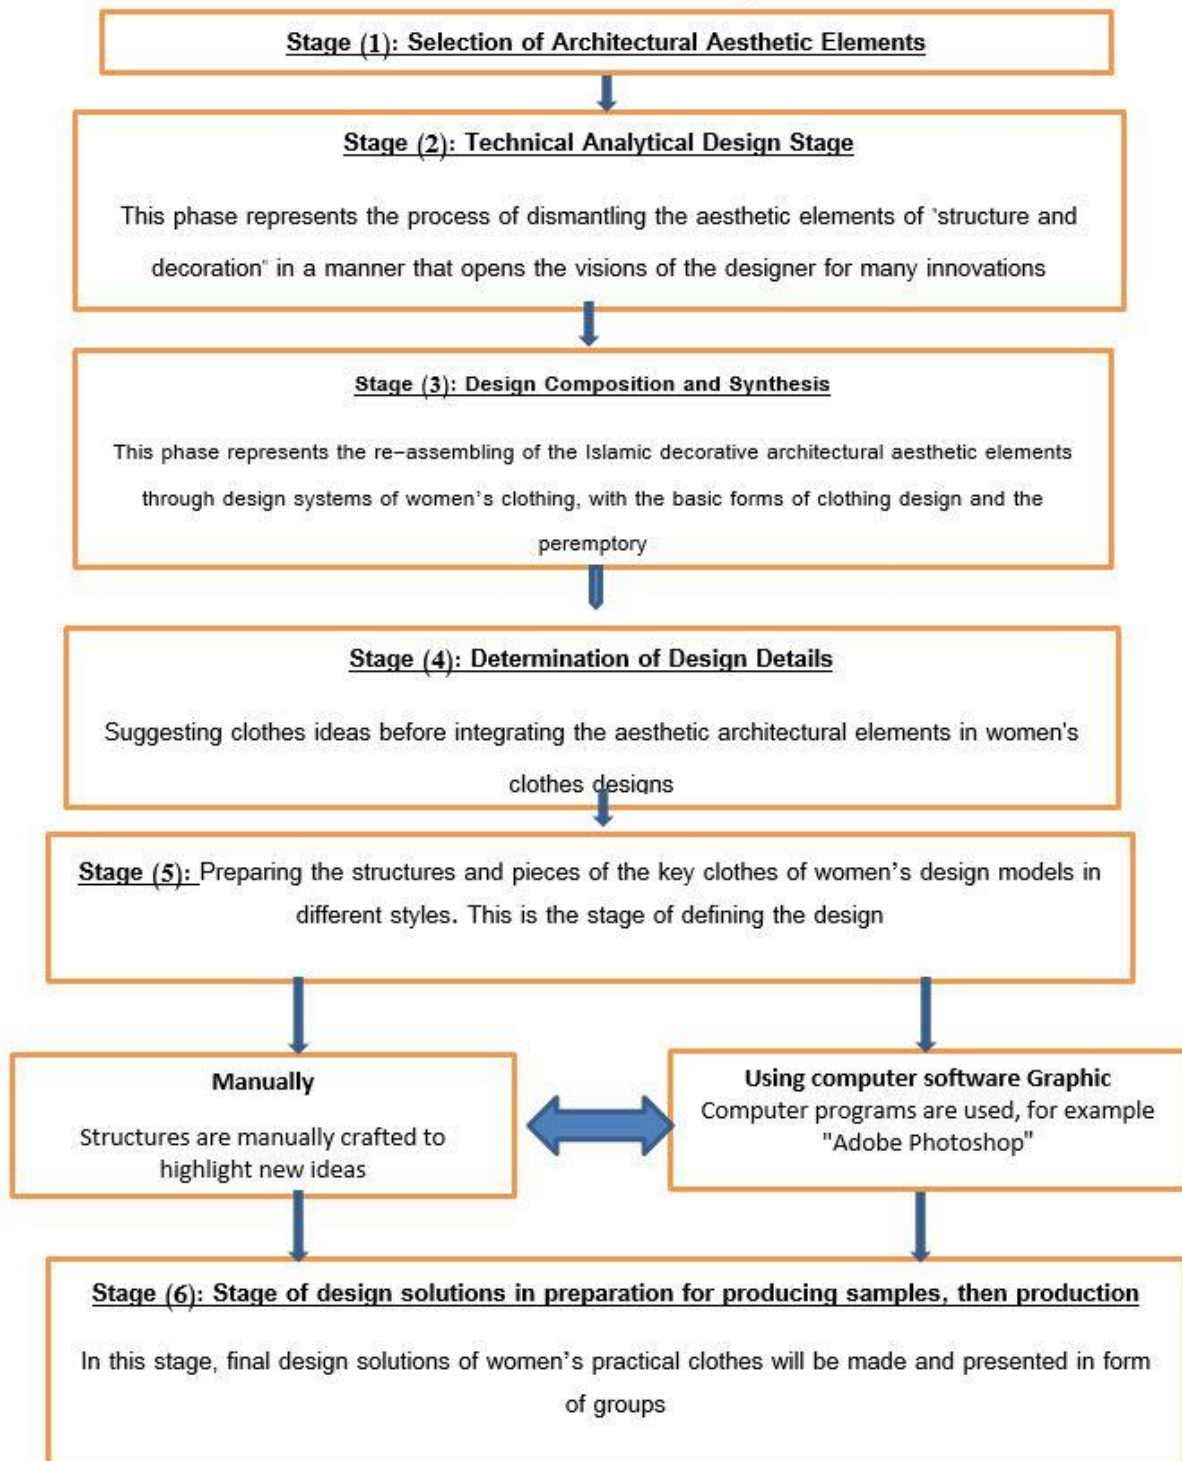 Stage (1): Selection of Architectural Aesthetic Elements
Stage (2): Technical Analytical Design Stage
This phase represents the process of dismantling the aesthetic elements of "structure and
decoration" in a manner that opens the visions of the designer for many innovations
Stage (3): Design Composition and Synthesis
This phase represents the re-assembling of the Islamic decorative architectural aesthetic elements
through design systems of women's clothing, with the basic forms of clothing design and the
peremptory
Stage (4): Determination of Design Details
Suggesting clothes ideas before integrating the aesthetic architectural elements in women's
clothes designs
Stage (5): Preparing the structures and pieces of the key clothes of women's design models in
different styles. This is the stage of defining the design
Manually
Structures are manually crafted to
highlight new ideas
Using computer software Graphic
Computer programs are used, for example
"Adobe Photoshop"
Stage (6): Stage of design solutions in preparation for producing samples, then production
In this stage, final design solutions of women's practical clothes will be made and presented in form
of groups